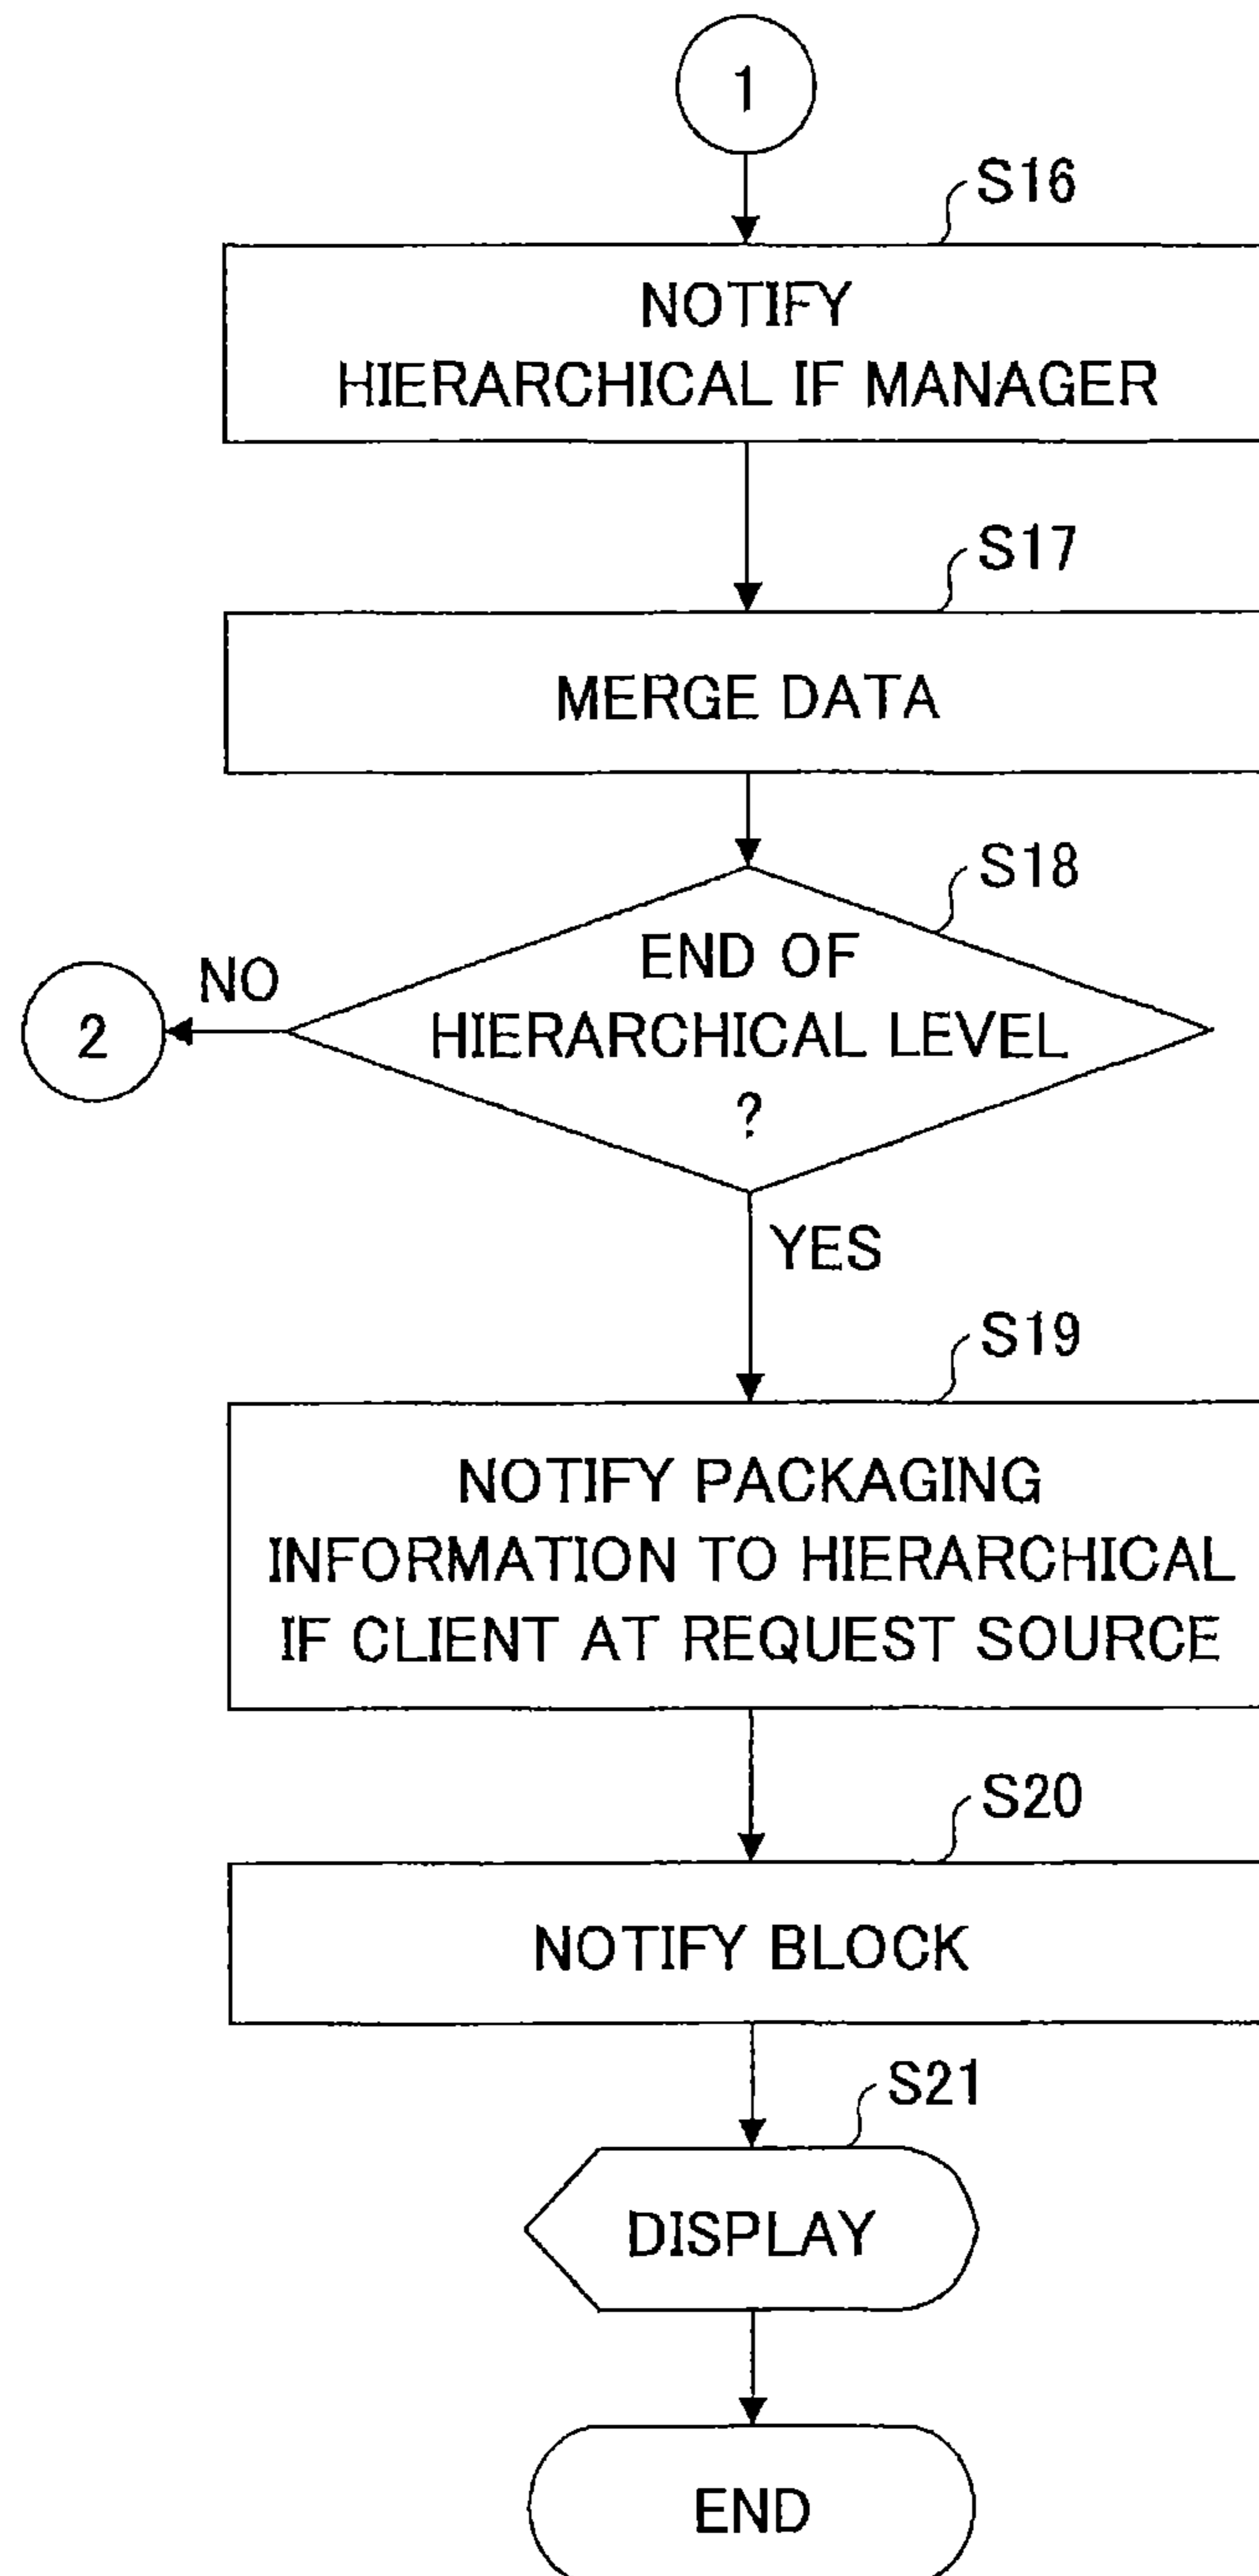 1
S16
NOTIFY
HIERARCHICAL IF MANAGER
S17
MERGE DATA
S18
END OF
HIERARCHICAL LEVEL
?
NO
2
YES
S19
NOTIFY PACKAGING
INFORMATION TO HIERARCHICAL
IF CLIENT AT REQUEST SOURCE
S20
NOTIFY BLOCK
S21
DISPLAY
END